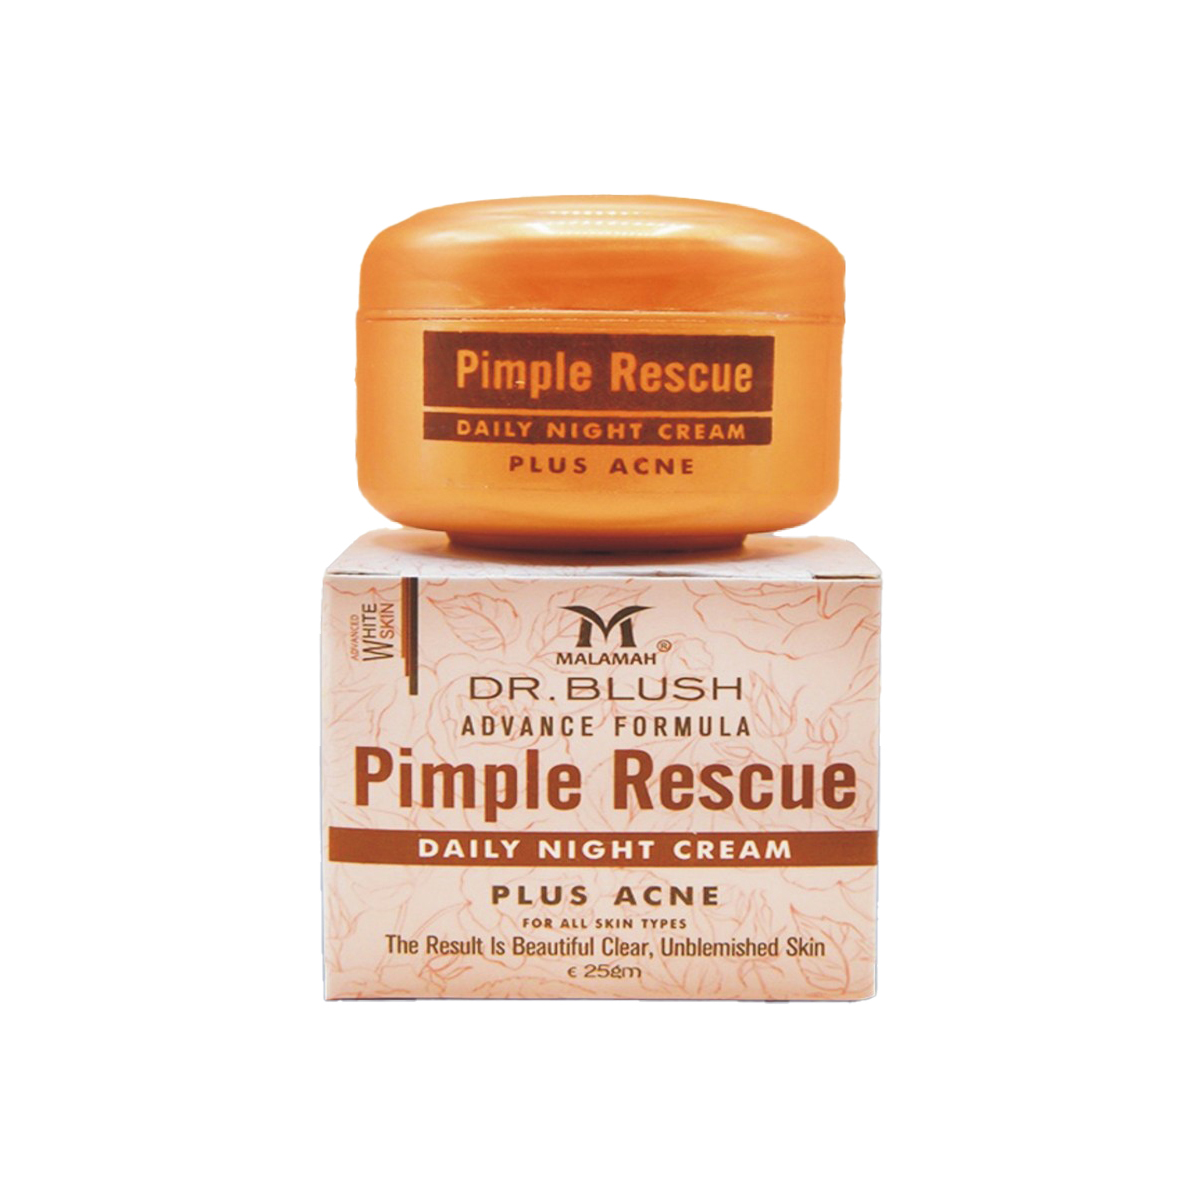 Pimple Rescue
DAILY NIGHT CREAM
PLUS ACNE
ADVANCED
WHITE
SKIN
M
MALAMAH®
DR. BLUSH
ADVANCE FORMULA
Pimple Rescue
DAILY NIGHT CREAM
PLUS ACNE
FOR ALL SKIN TYPES
The Result Is Beautiful Clear, Unblemished Skin
є 25gm